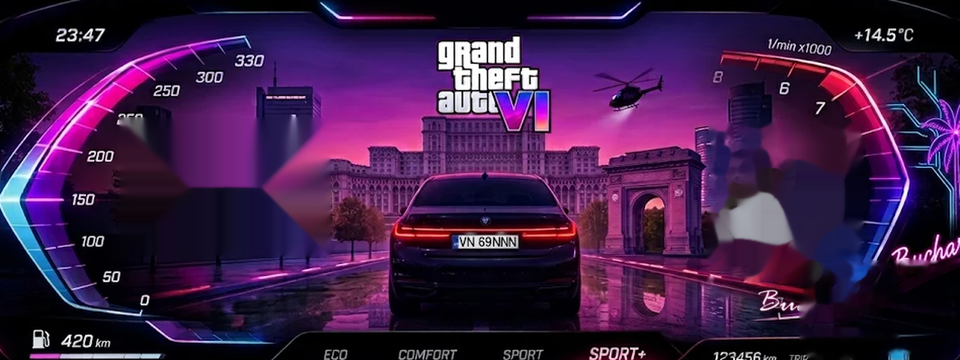 23:47
+14.5°C
grand
theft
VI
1/min x1000
330
300
250
200
150
100
50
0
8
6
7
VN 69NNN
420 km
ECO COMFORT SPORT SPORT+
123456 km TRIP